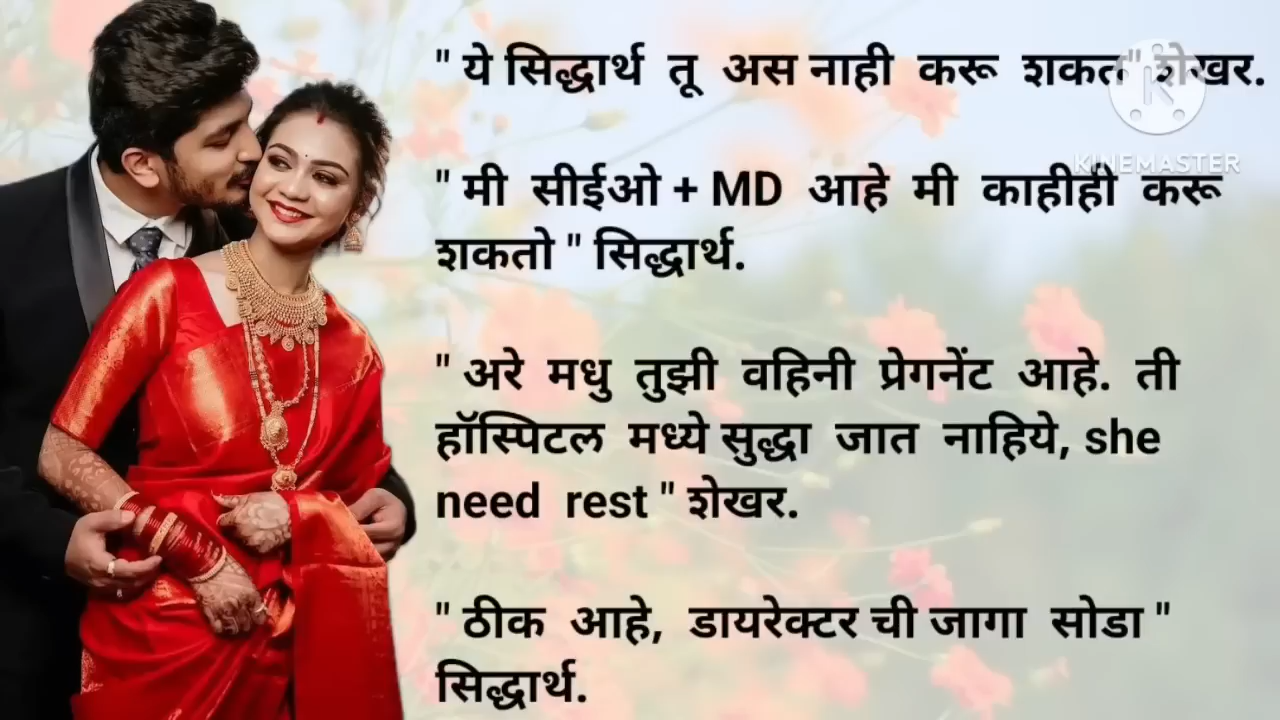 " ये सिद्धार्थ तू अस नाही करू शकत" शेखर.
KINEMASTER
" मी सीईओ + MD आहे मी काहीही करू
शकतो " सिद्धार्थ.
" अरे मधु तुझी वहिनी प्रेगनेंट आहे. ती
हॉस्पिटल मध्ये सुद्धा जात नाहिये, she
need rest " शेखर.
" ठीक आहे, डायरेक्टर ची जागा सोडा "
सिद्धार्थ.